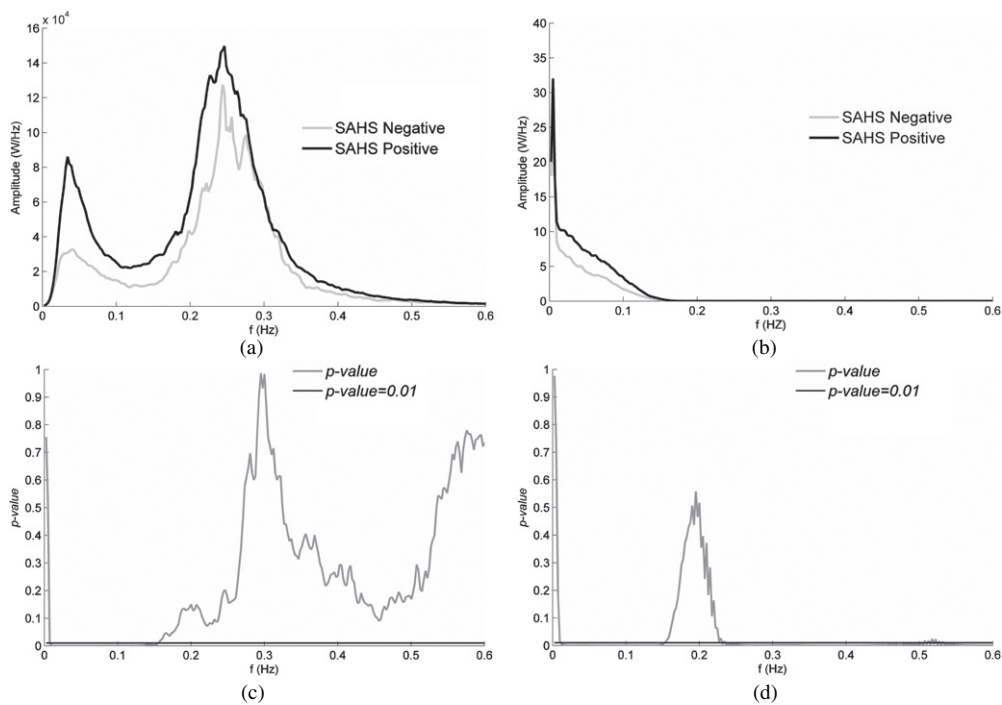 x 10⁴
16
14
12
10
8
6
4
2
0
Amplitude (W/Hz)
SAHS Negative
SAHS Positive
0 0.1 0.2 0.3 0.4 0.5 0.6
f (Hz)
(a)
40
35
30
25
20
15
10
5
0
Amplitude (W/Hz)
SAHS Negative
SAHS Positive
0 0.1 0.2 0.3 0.4 0.5 0.6
f (HZ)
(b)
p-value
p-value=0.01
1
0.9
0.8
0.7
0.6
0.5
0.4
0.3
0.2
0.1
0
p-value
0 0.1 0.2 0.3 0.4 0.5 0.6
f (Hz)
(c)
p-value
p-value=0.01
1
0.9
0.8
0.7
0.6
0.5
0.4
0.3
0.2
0.1
0
p-value
0 0.1 0.2 0.3 0.4 0.5 0.6
f (Hz)
(d)